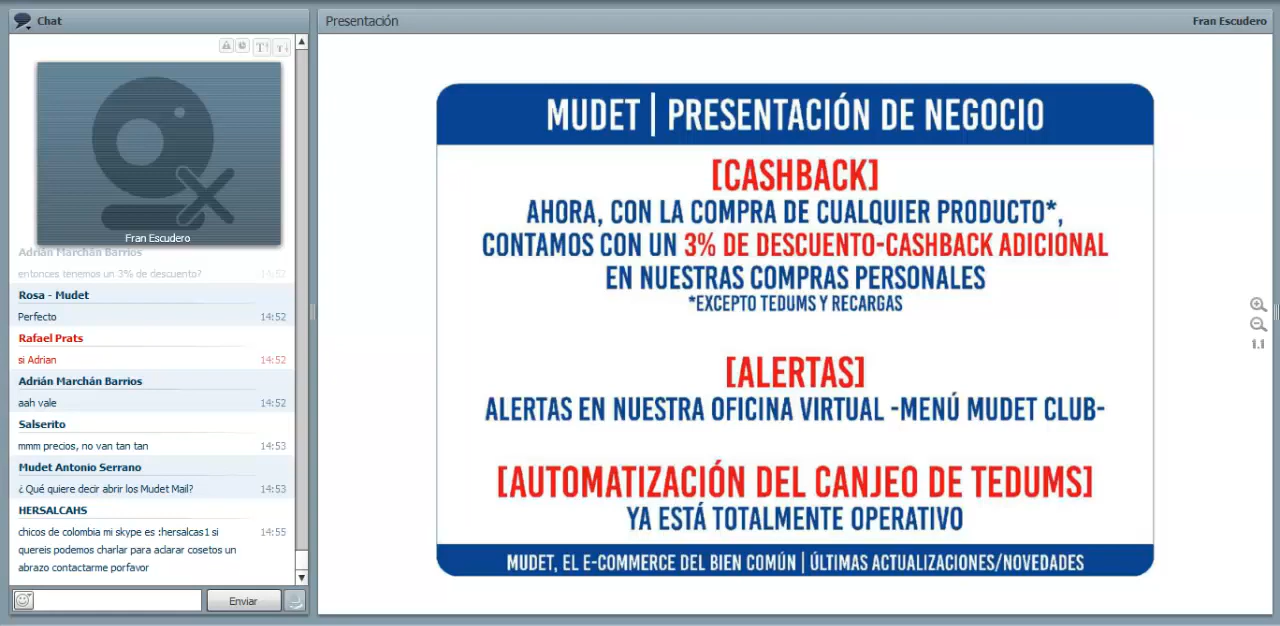 Chat
Fran Escudero
Adrián Marchán Barrios
entonces tenemos un 3% de descuento? 14:52
Rosa - Mudet
Perfecto 14:52
Rafael Prats
si Adrian 14:52
Adrián Marchán Barrios
aah vale 14:52
Salserito
mmm precios, no van tan tan 14:53
Mudet Antonio Serrano
¿ Qué quiere decir abrir los Mudet Mail? 14:53
HERSALCAHS
chicos de colombia mi skype es :hersalcas1 si 14:55
quereis podemos charlar para aclarar cosetos un
abrazo contactarme porfavor
Enviar
Presentación
Fran Escudero
MUDET | PRESENTACIÓN DE NEGOCIO
[CASHBACK]
AHORA, CON LA COMPRA DE CUALQUIER PRODUCTO*,
CONTAMOS CON UN 3% DE DESCUENTO-CASHBACK ADICIONAL
EN NUESTRAS COMPRAS PERSONALES
*EXCEPTO TEDUMS Y RECARGAS
[ALERTAS]
ALERTAS EN NUESTRA OFICINA VIRTUAL -MENÚ MUDET CLUB-
[AUTOMATIZACIÓN DEL CANJEO DE TEDUMS]
YA ESTÁ TOTALMENTE OPERATIVO
MUDET, EL E-COMMERCE DEL BIEN COMÚN | ÚLTIMAS ACTUALIZACIONES/NOVEDADES
1:1